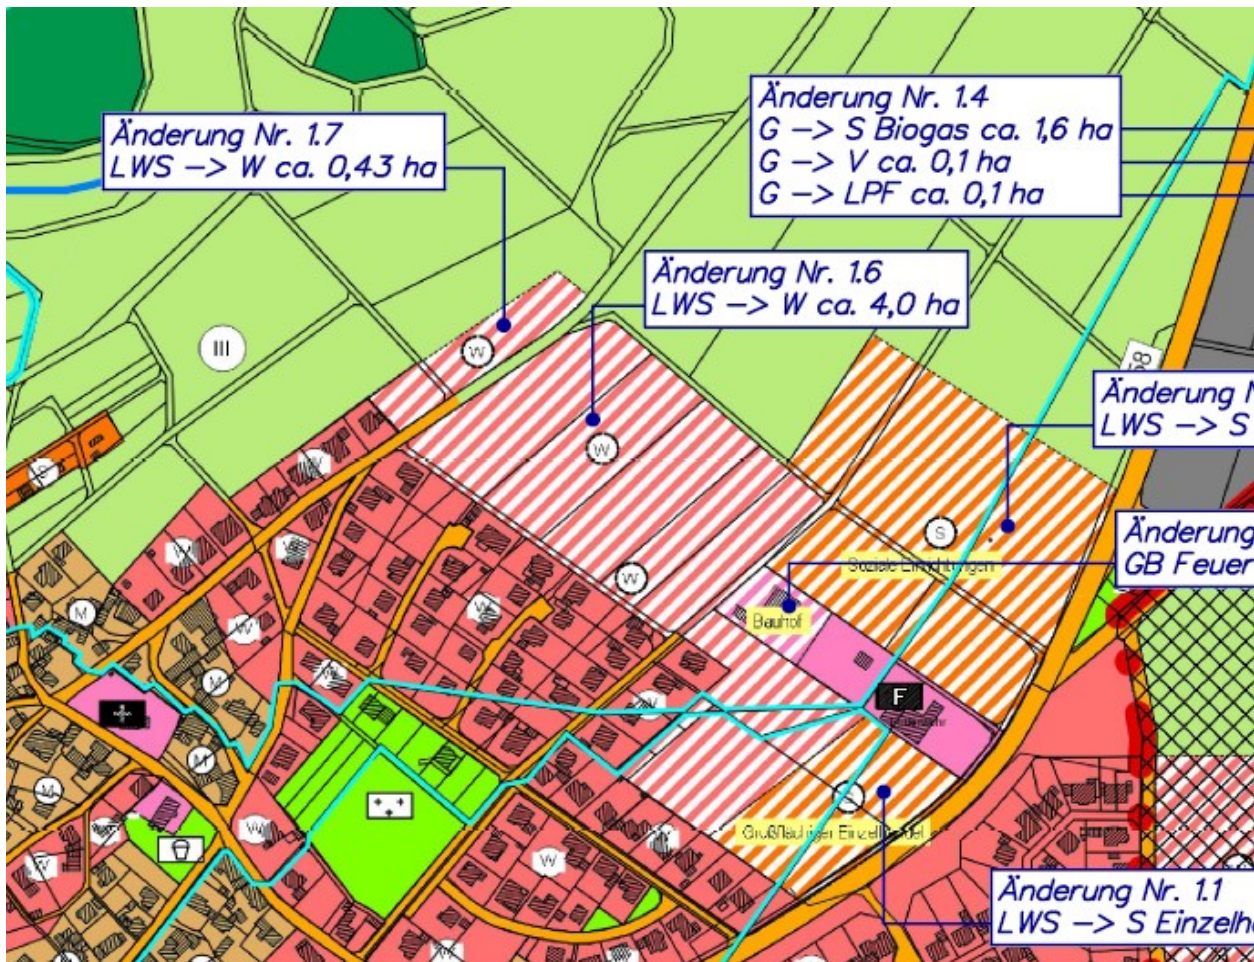 Änderung Nr. 1.4
G -> S Biogas ca. 1,6 ha
G -> V ca. 0,1 ha
G -> LPF ca. 0,1 ha
Änderung Nr. 1.7
LWS -> W ca. 0,43 ha
Änderung Nr. 1.6
LWS -> W ca. 4,0 ha
III
W
58
Änderung N
LWS -> S
W
S
W
W
S
Änderung
GB Feuer
W
W
Soziale Einrichtungen
W
M
W
W
Bauhof
W
M
W
F
M
M
S
W
Großflächiger Einzelhandel
W
W
W
Änderung Nr. 1.1
LWS -> S Einzelh